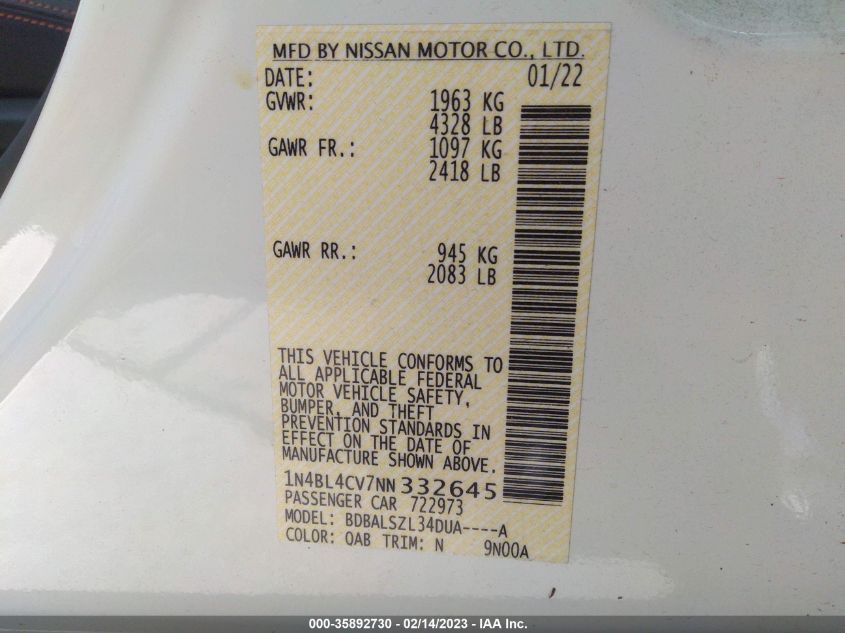 MFD BY NISSAN MOTOR CO., LTD.
DATE: 01/22
GVWR: 1963 KG
4328 LB
GAWR FR.: 1097 KG
2418 LB
GAWR RR.: 945 KG
2083 LB
THIS VEHICLE CONFORMS TO
ALL APPLICABLE FEDERAL
MOTOR VEHICLE SAFETY,
BUMPER, AND THEFT
PREVENTION STANDARDS IN
EFFECT ON THE DATE OF
MANUFACTURE SHOWN ABOVE.
1N4BL4CV7NN332645
PASSENGER CAR 722973
MODEL: BDBALSZL34DUA----A
COLOR: QAB TRIM: N 9N00A
000-35892730 - 02/14/2023 - IAA Inc.